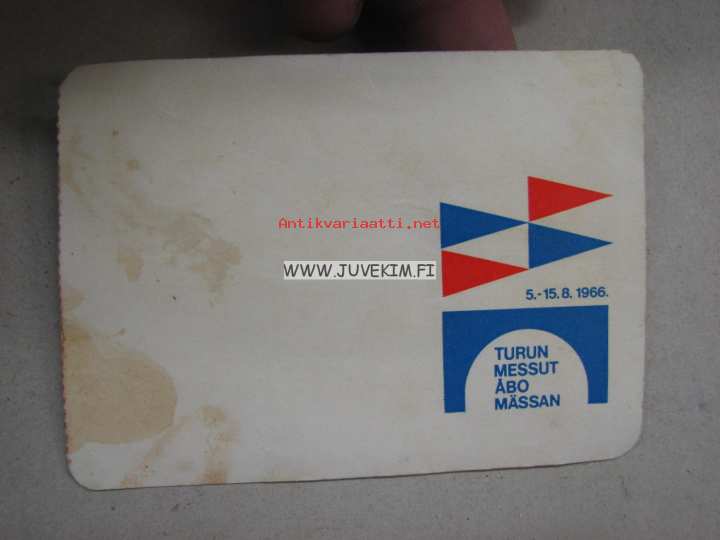 Antikvariaatti.net
WWW.JUVEKIM.FI
5.-15.8.1966.
TURUN
MESSUT
ÅBO
MÄSSAN